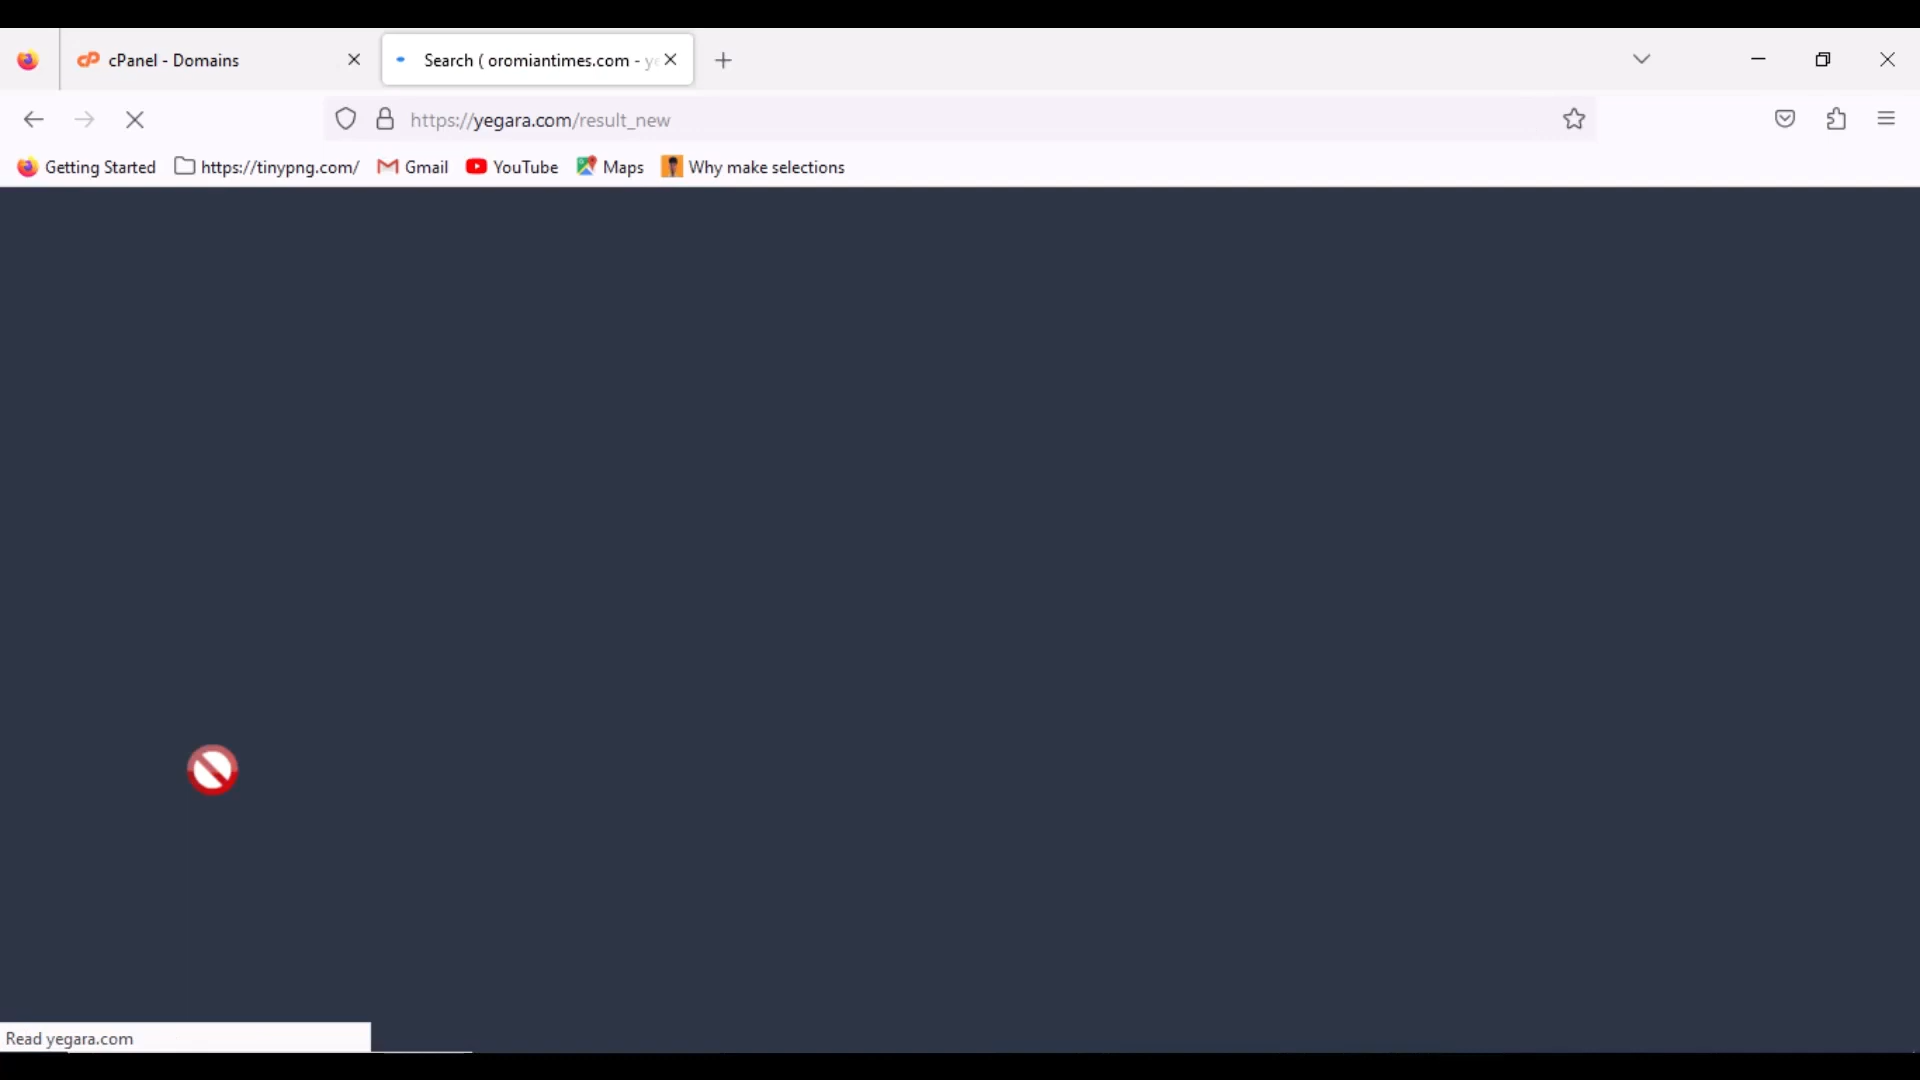 cPanel - Domains
Search ( oromiantimes.com - ye
https://yegara.com/result_new
Getting Started
https://tinypng.com/
Gmail
YouTube
Maps
Why make selections
Read yegara.com